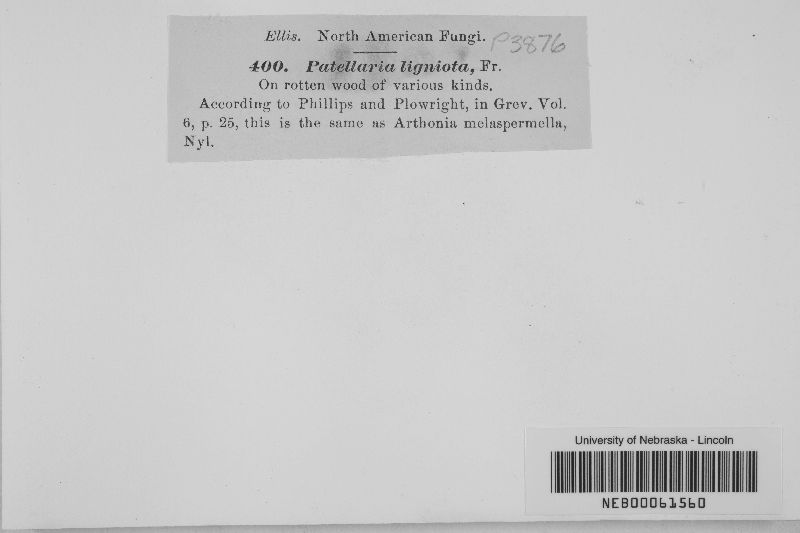 Ellis. North American Fungi.
P3876
400. Patellaria ligniota, Fr.
On rotten wood of various kinds.
According to Phillips and Plowright, in Grev. Vol.
6, p. 25, this is the same as Arthonia melaspermella,
Nyl.
University of Nebraska - Lincoln
NEB00061560